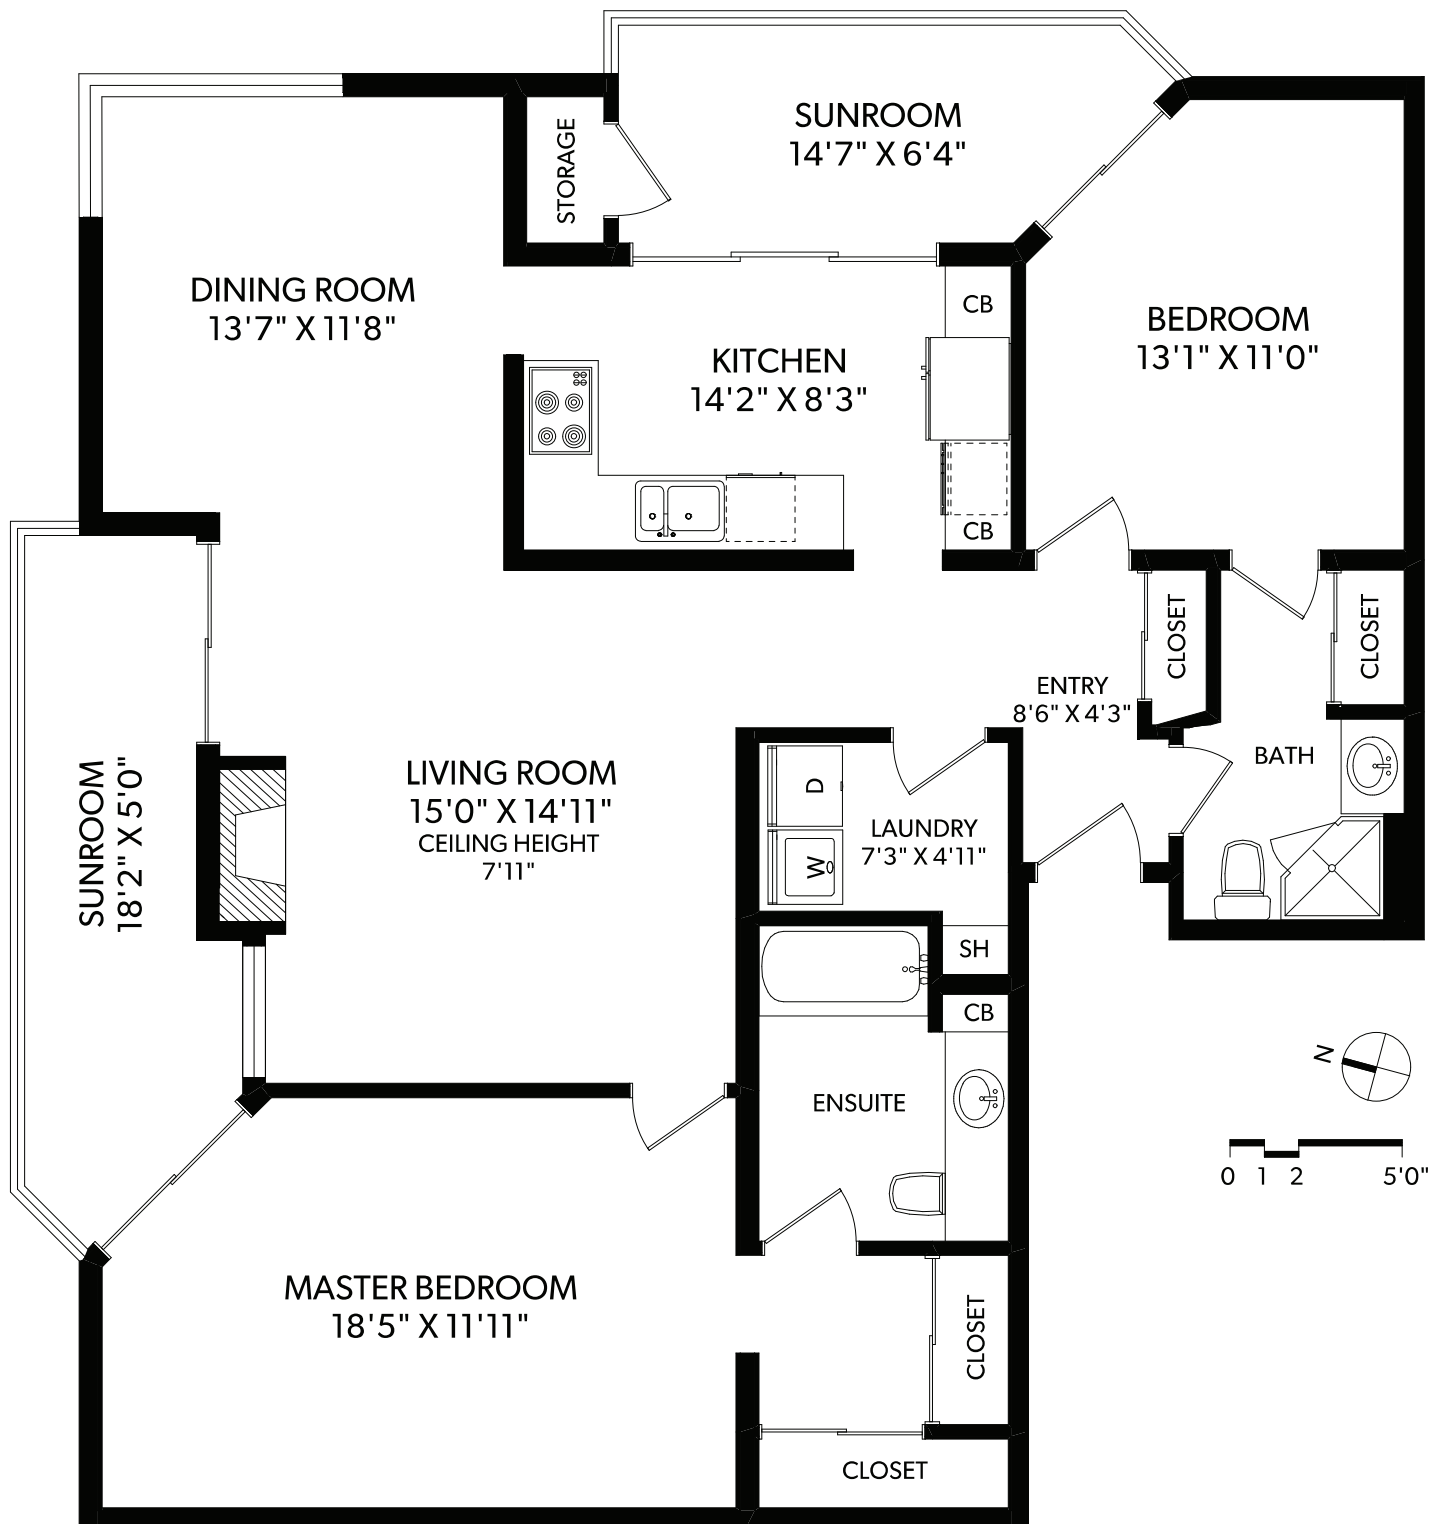 SUNROOM
14'7" X 6'4"
STORAGE
DINING ROOM
13'7" X 11'8"
CB
KITCHEN
14'2" X 8'3"
BEDROOM
13'1" X 11'0"
CB
CLOSET
CLOSET
ENTRY
8'6" X 4'3"
BATH
SUNROOM
18'2" X 5'0"
LIVING ROOM
15'0" X 14'11"
CEILING HEIGHT
7'11"
D
W
LAUNDRY
7'3" X 4'11"
SH
CB
ENSUITE
N
0 1 2 5'0"
MASTER BEDROOM
18'5" X 11'11"
CLOSET
CLOSET